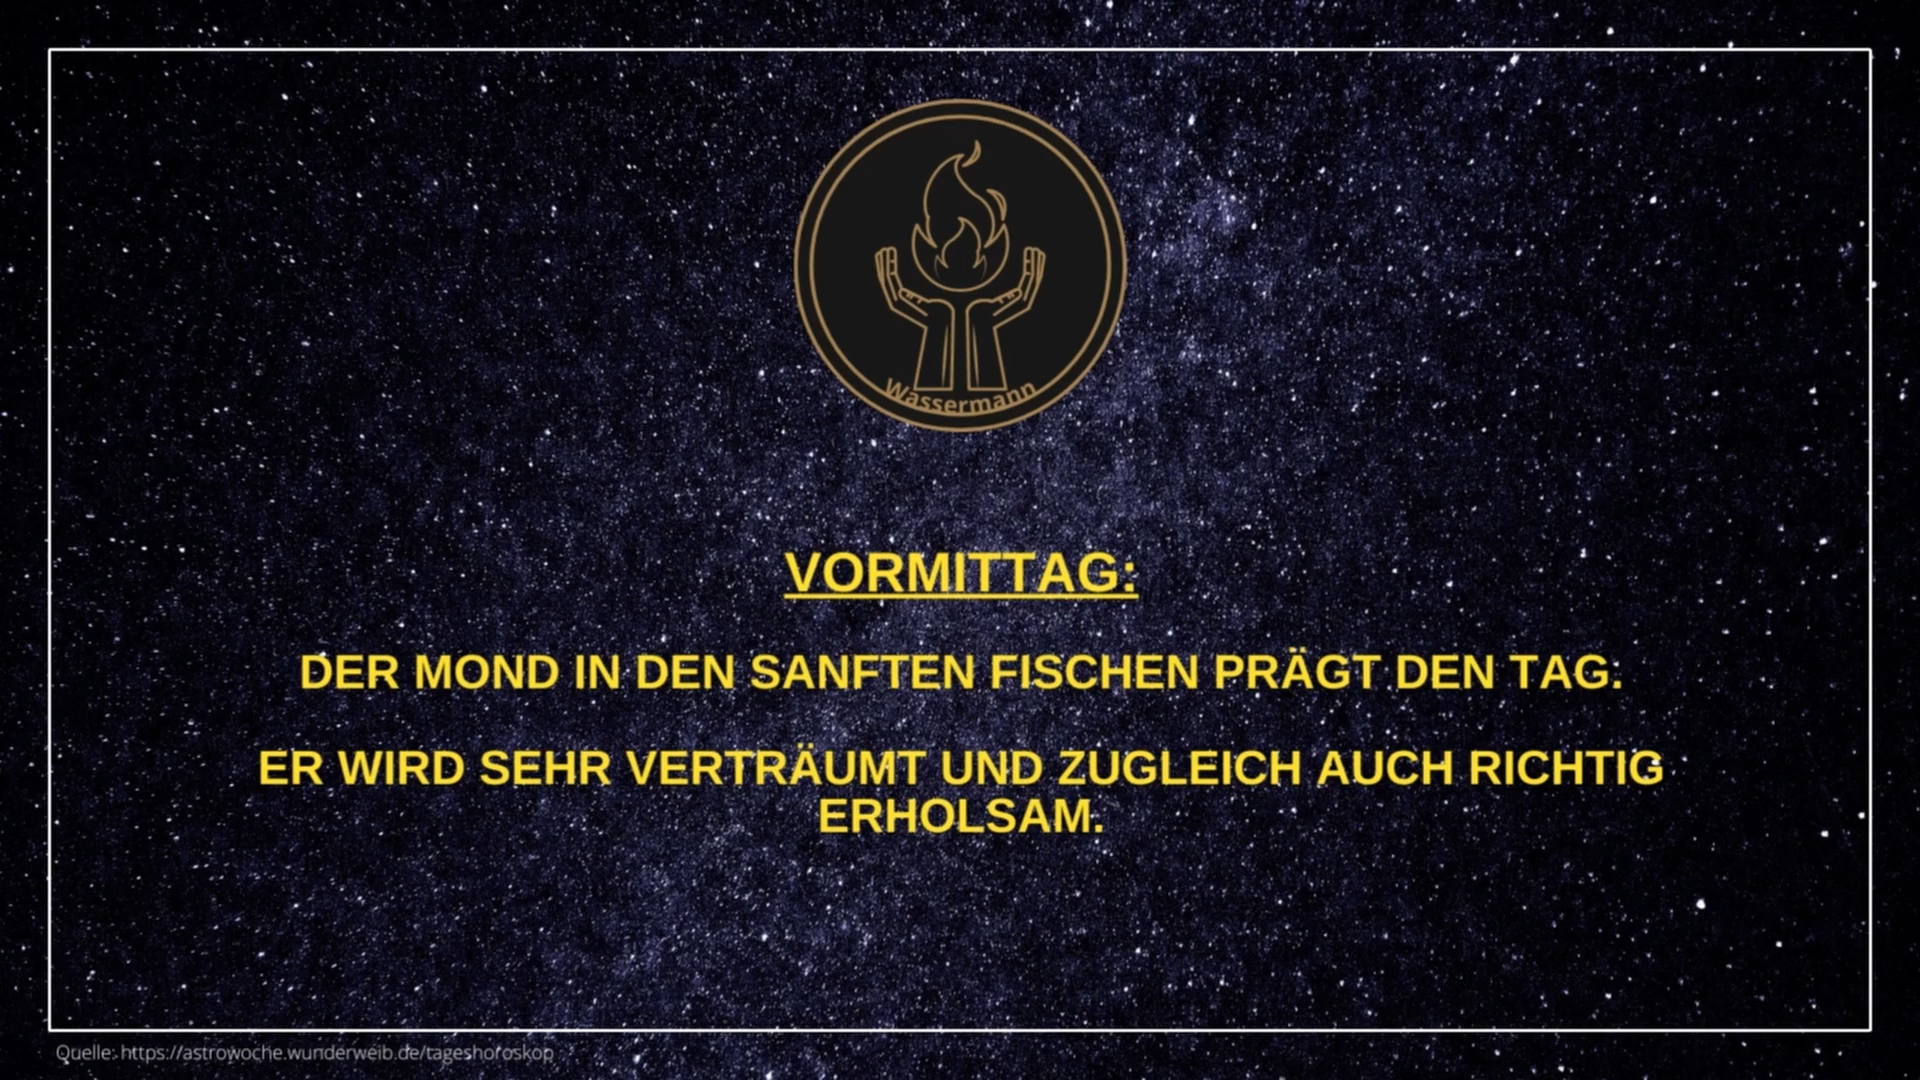 Wassermann
VORMITTAG:
DER MOND IN DEN SANFTEN FISCHEN PRÄGT DEN TAG.
ER WIRD SEHR VERTRÄUMT UND ZUGLEICH AUCH RICHTIG
ERHOLSAM.
Quelle: https://astrowoche.wunderweib.de/tageshoroskop